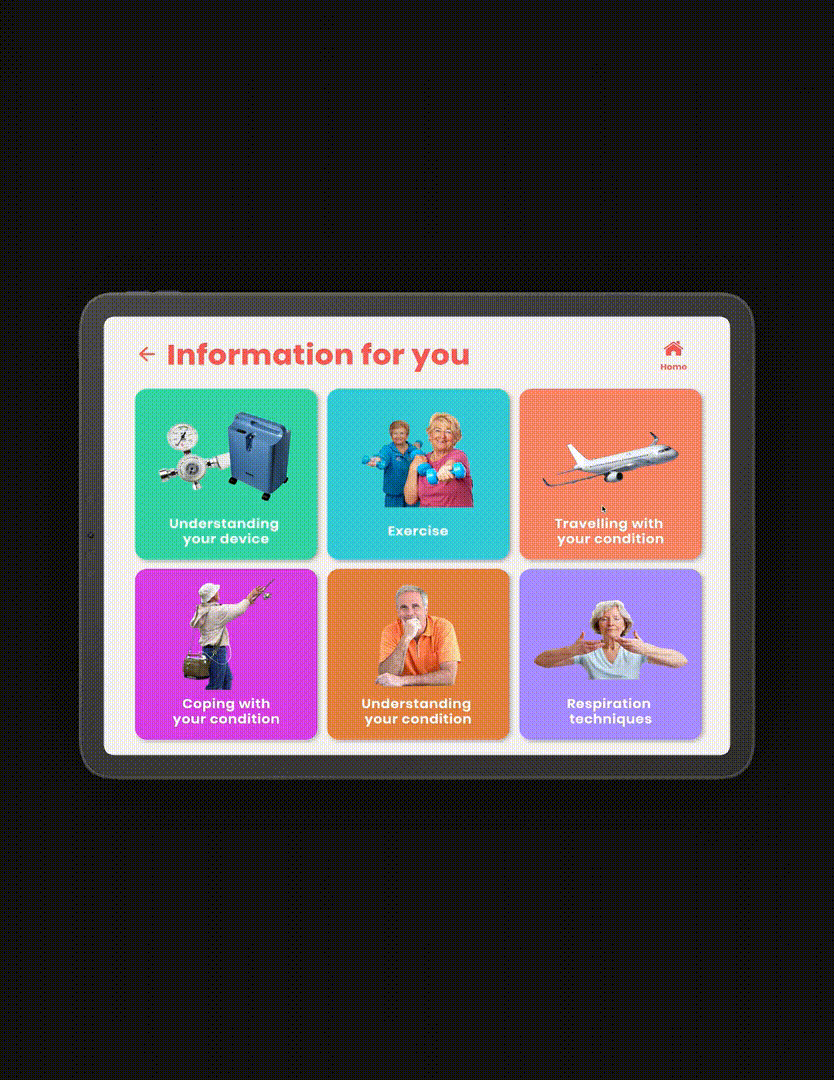 Information for you
Home
Understanding
your device
Exercise
Travelling with
your condition
Coping with
your condition
Understanding
your condition
Respiration
techniques